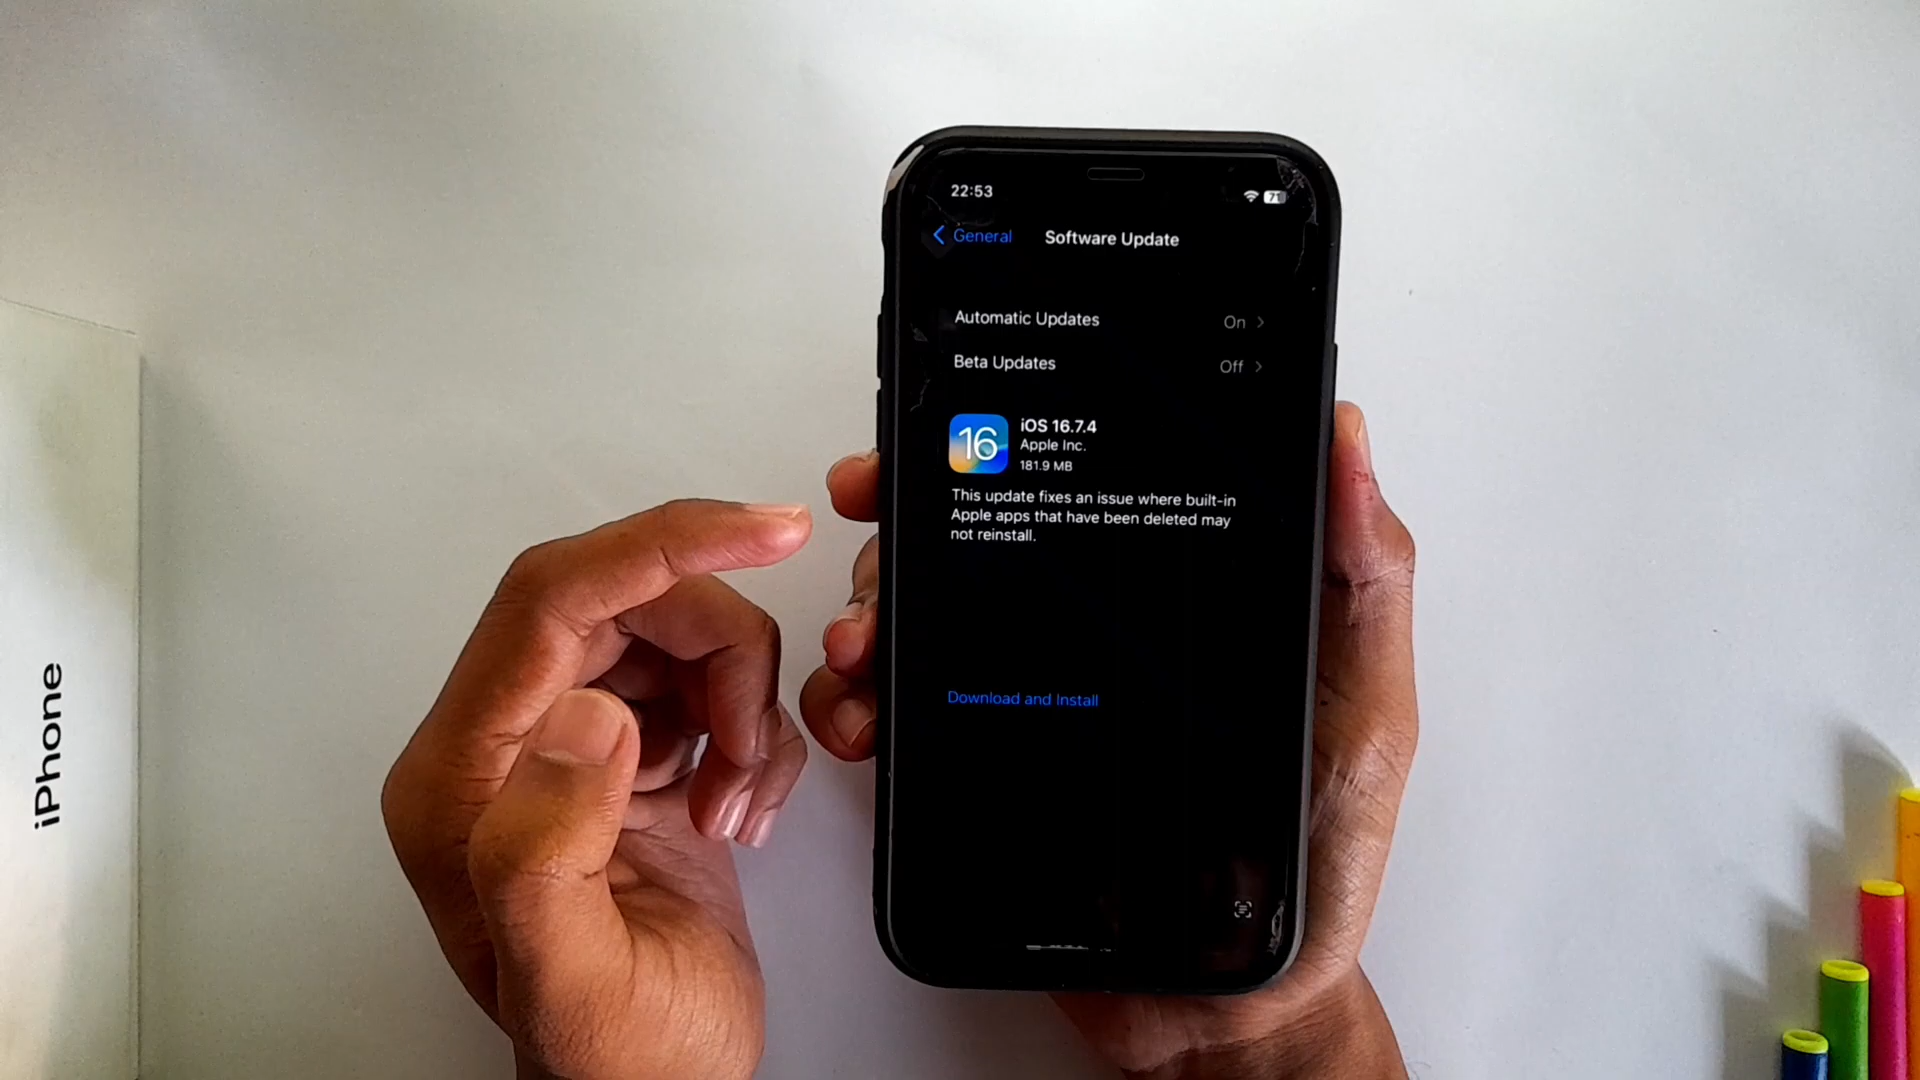 22:53
71
General
Software Update
Automatic Updates
On
Beta Updates
Off
16
iOS 16.7.4
Apple Inc.
181.9 MB
This update fixes an issue where built-in
Apple apps that have been deleted may
not reinstall.
Download and Install
iPhone